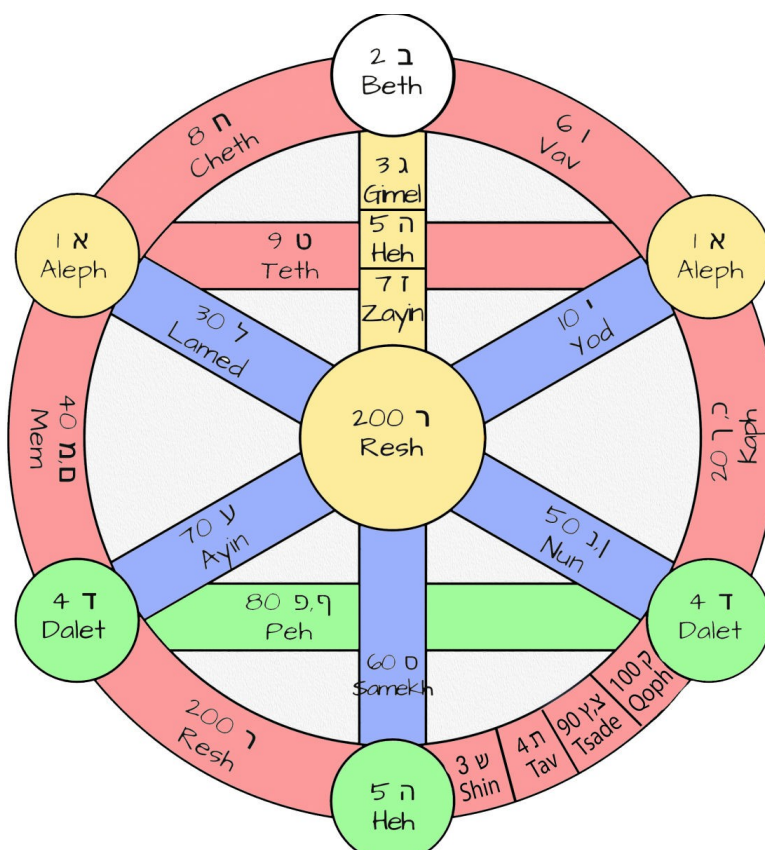 2 ב
Beth
8 ח
Cheth
6 ו
Vav
3 ג
Gimel
1 א
Aleph
9 ט
Teth
5 ה
Heh
1 א
Aleph
7 ז
Zayin
30 ל
Lamed
10 י
Yod
40 מ,ם
Mem
200 ר
Resh
20 כ,ך
Kaph
70 ע
Ayin
50 נ,ן
Nun
4 ד
Dalet
80 פ,ף
Peh
4 ד
Dalet
60 ס
Samekh
200 ר
Resh
100 ק
Qoph
90 צ,ץ
Tsade
4 ת
Tav
3 ש
Shin
5 ה
Heh